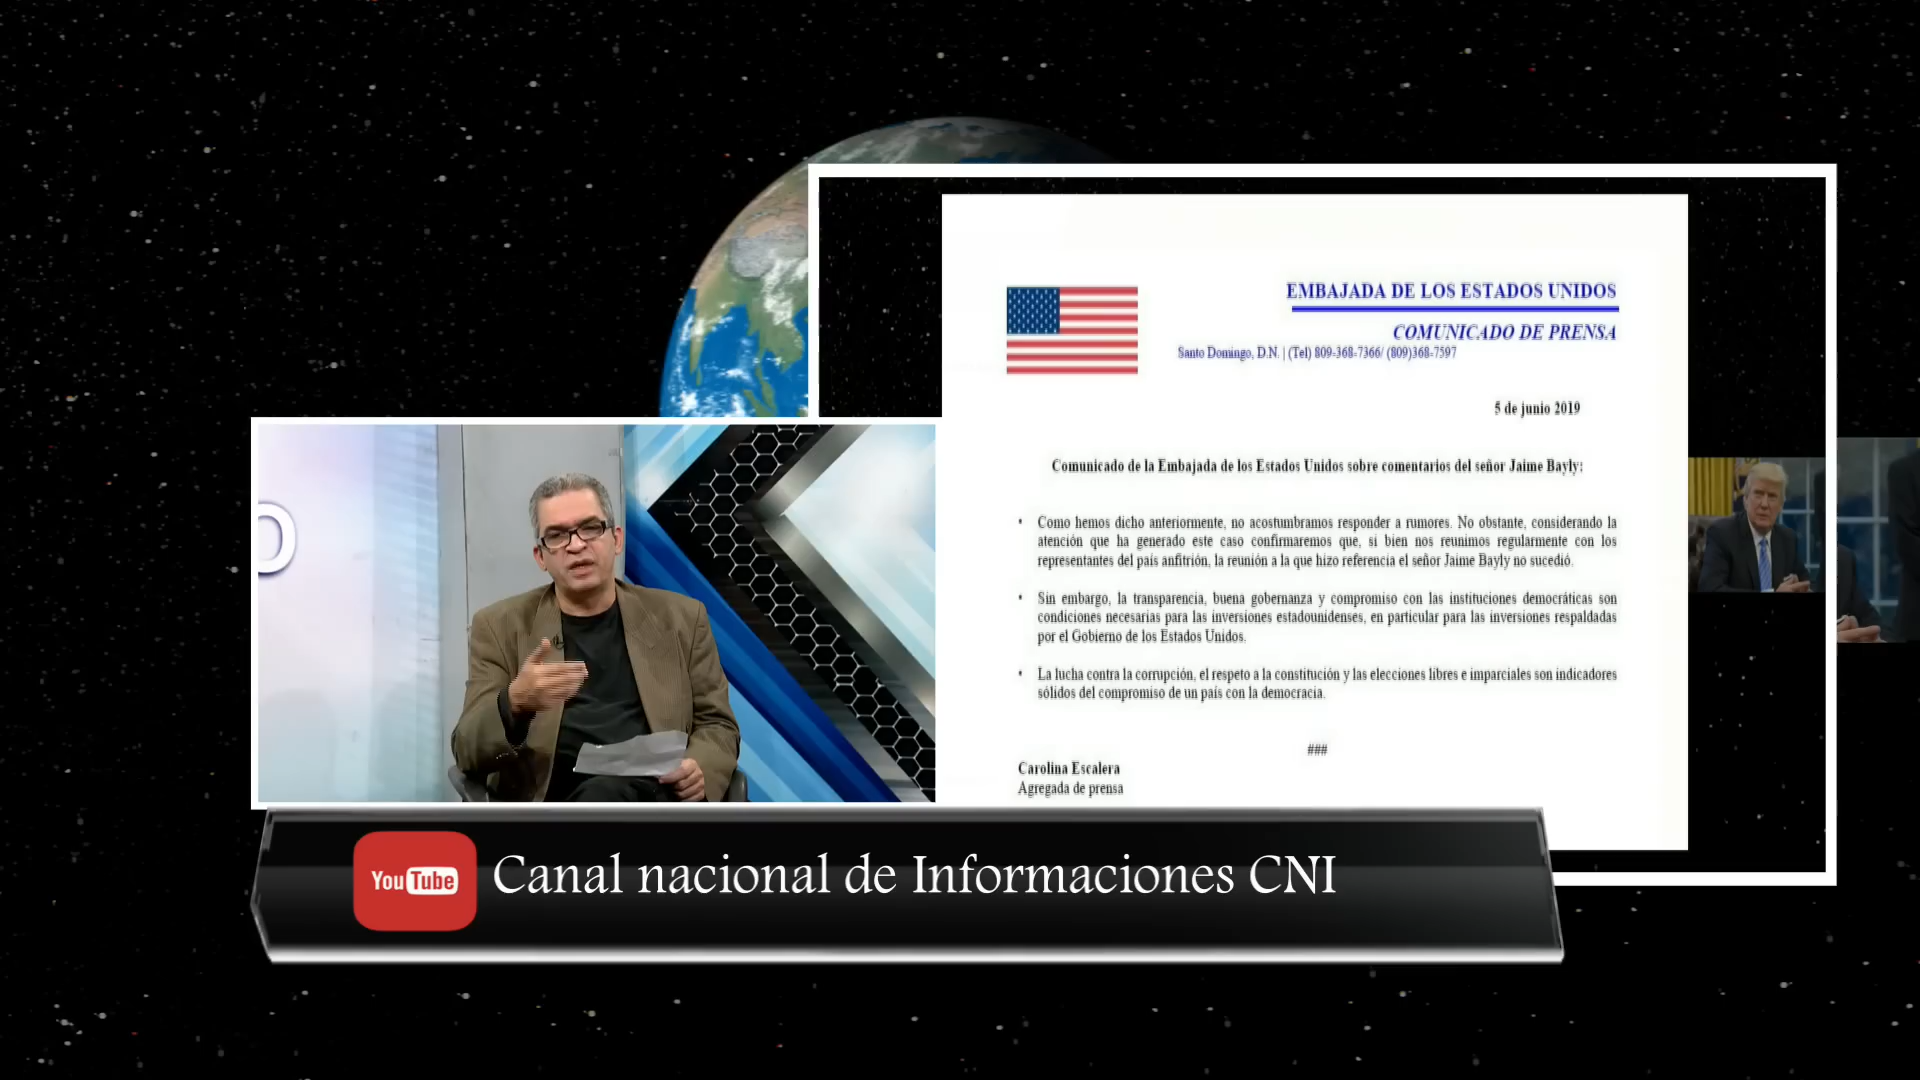 EMBAJADA DE LOS ESTADOS UNIDOS
COMUNICADO DE PRENSA
Santo Domingo, D.N. | (Tel) 809-368-7366/ (809)368-7597
5 de junio 2019
Comunicado de la Embajada de los Estados Unidos sobre comentarios del señor Jaime Bayly:
Como hemos dicho anteriormente, no acostumbramos responder a rumores. No obstante, considerando la
atención que ha generado este caso confirmaremos que, si bien nos reunimos regularmente con los
representantes del país anfitrión, la reunión a la que hizo referencia el señor Jaime Bayly no sucedió.
Sin embargo, la transparencia, buena gobernanza y compromiso con las instituciones democráticas son
condiciones necesarias para las inversiones estadounidenses, en particular para las inversiones respaldadas
por el Gobierno de los Estados Unidos.
La lucha contra la corrupción, el respeto a la constitución y las elecciones libres e imparciales son indicadores
sólidos del compromiso de un país con la democracia.
###
Carolina Escalera
Agregada de prensa
O
YouTube Canal nacional de Informaciones CNI